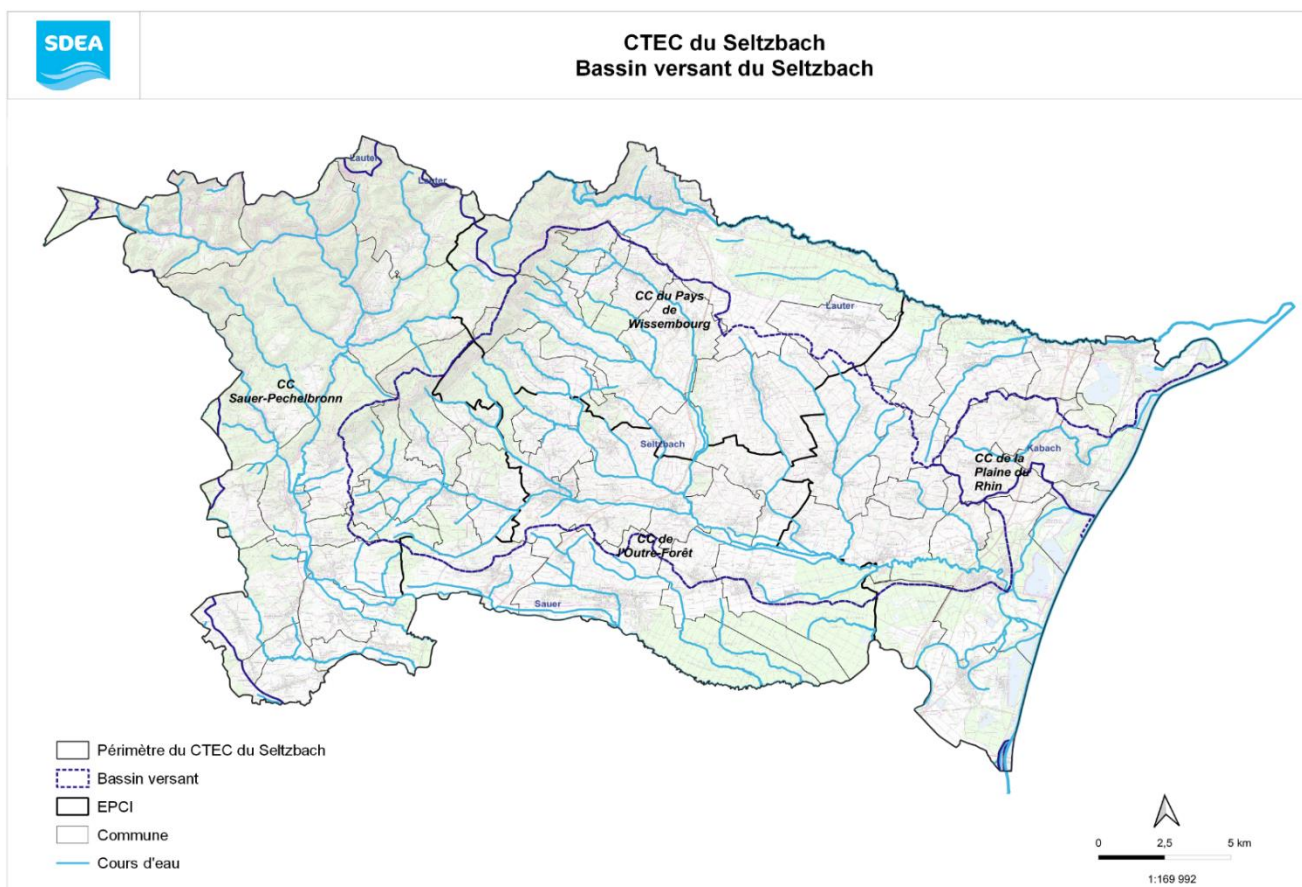 SDEA
CTEC du Seltzbach
Bassin versant du Seltzbach
Lauter
Lauter
CC du Pays
de
Wissembourg
Lauter
CC
Sauer-Pechelbronn
Seltzbach
Kabach
CC de la
Plaine du
Rhin
CC de
l'Outre-Forêt
Sauer
Périmètre du CTEC du Seltzbach
Bassin versant
EPCI
Commune
Cours d'eau
0 2,5 5 km
1:169 992